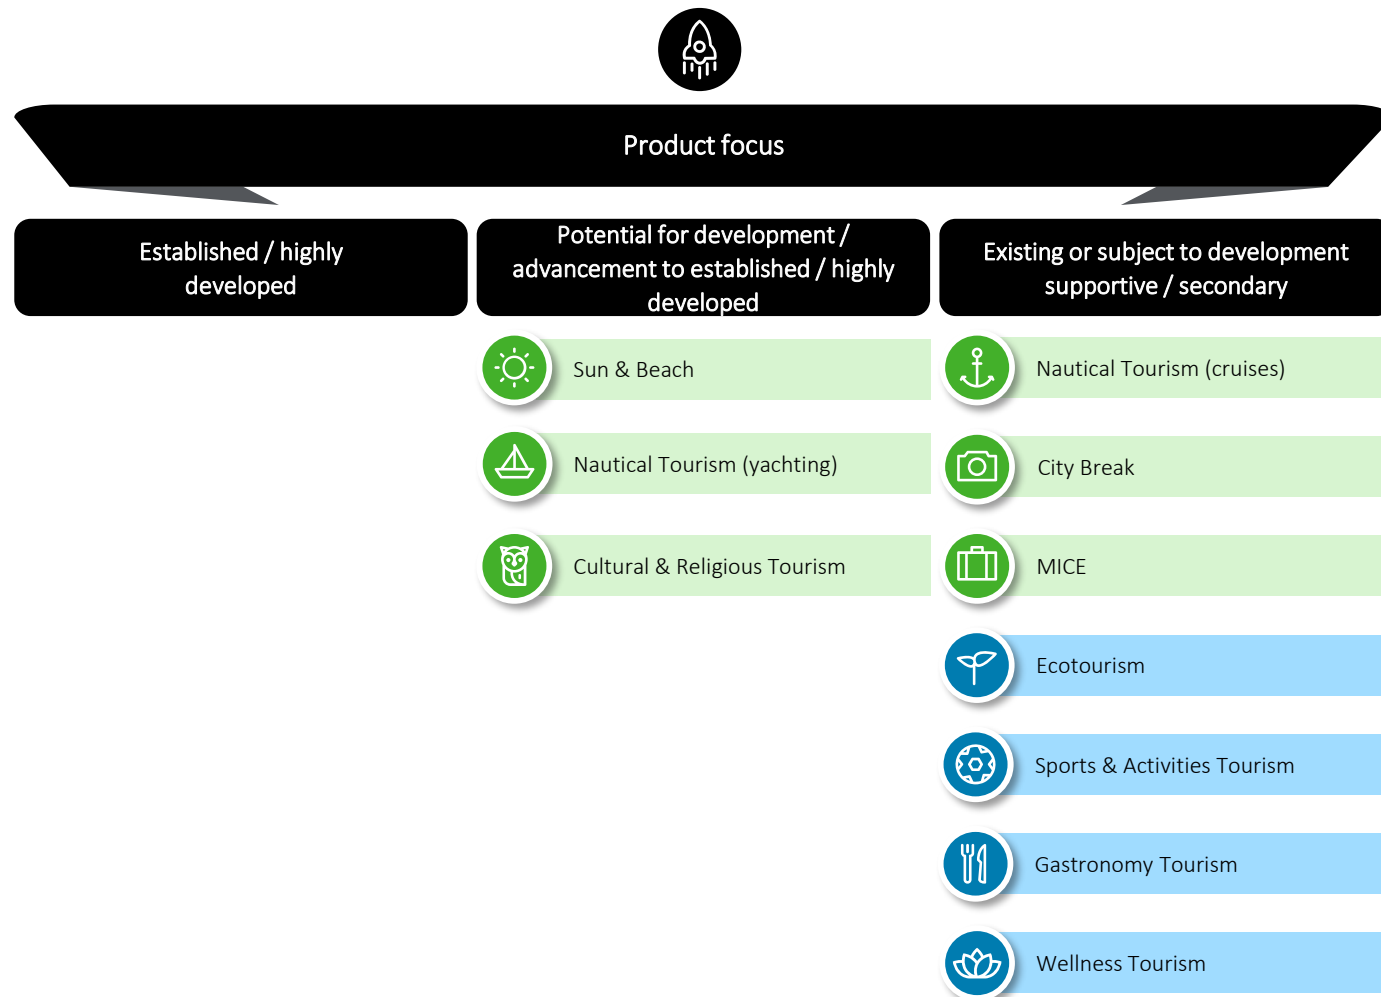 Product focus
Established / highly
developed
Potential for development /
advancement to established / highly
developed
Existing or subject to development
supportive / secondary
Sun & Beach
Nautical Tourism (yachting)
Cultural & Religious Tourism
Nautical Tourism (cruises)
City Break
MICE
Ecotourism
Sports & Activities Tourism
Gastronomy Tourism
Wellness Tourism